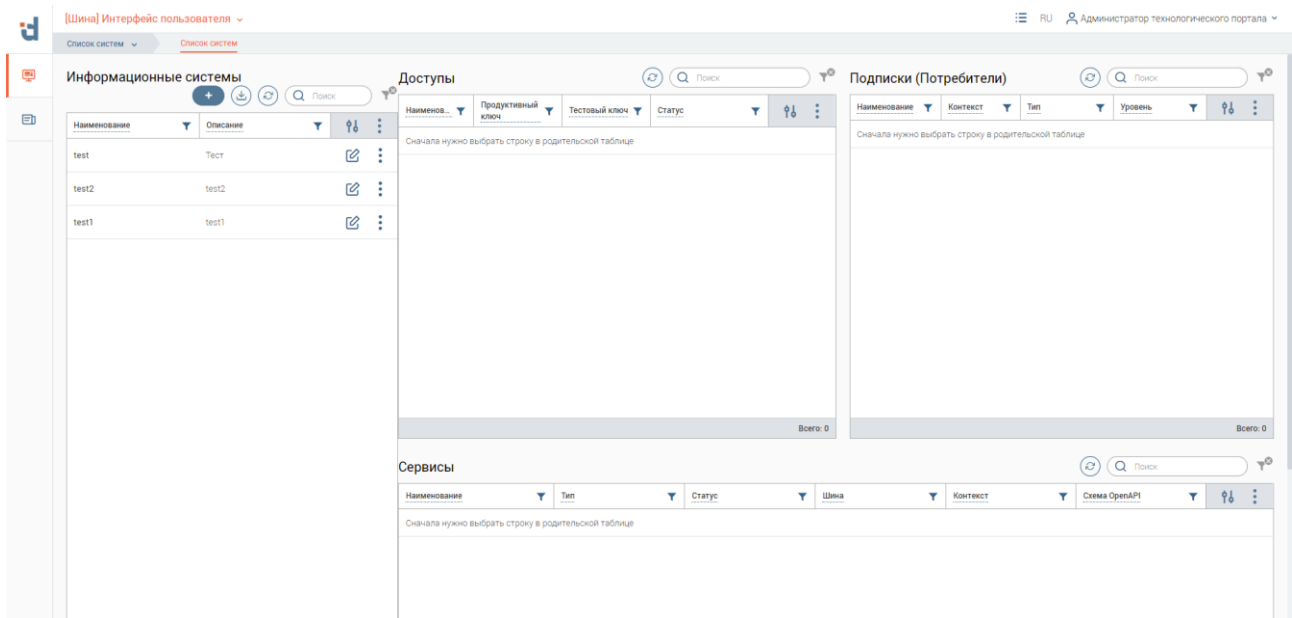 [Шина] Интерфейс пользователя
RU Администратор технологического портала
Список систем Список систем
Информационные системы
Поиск
Наименование Описание
test Тест
test2 test2
test1 test1
Доступы
Поиск
Наименов... Продуктивный ключ Тестовый ключ Статус
Сначала нужно выбрать строку в родительской таблице
Всего: 0
Подписки (Потребители)
Поиск
Наименование Контекст Тип Уровень
Сначала нужно выбрать строку в родительской таблице
Всего: 0
Сервисы
Поиск
Наименование Тип Статус Шина Контекст Схема OpenAPI
Сначала нужно выбрать строку в родительской таблице